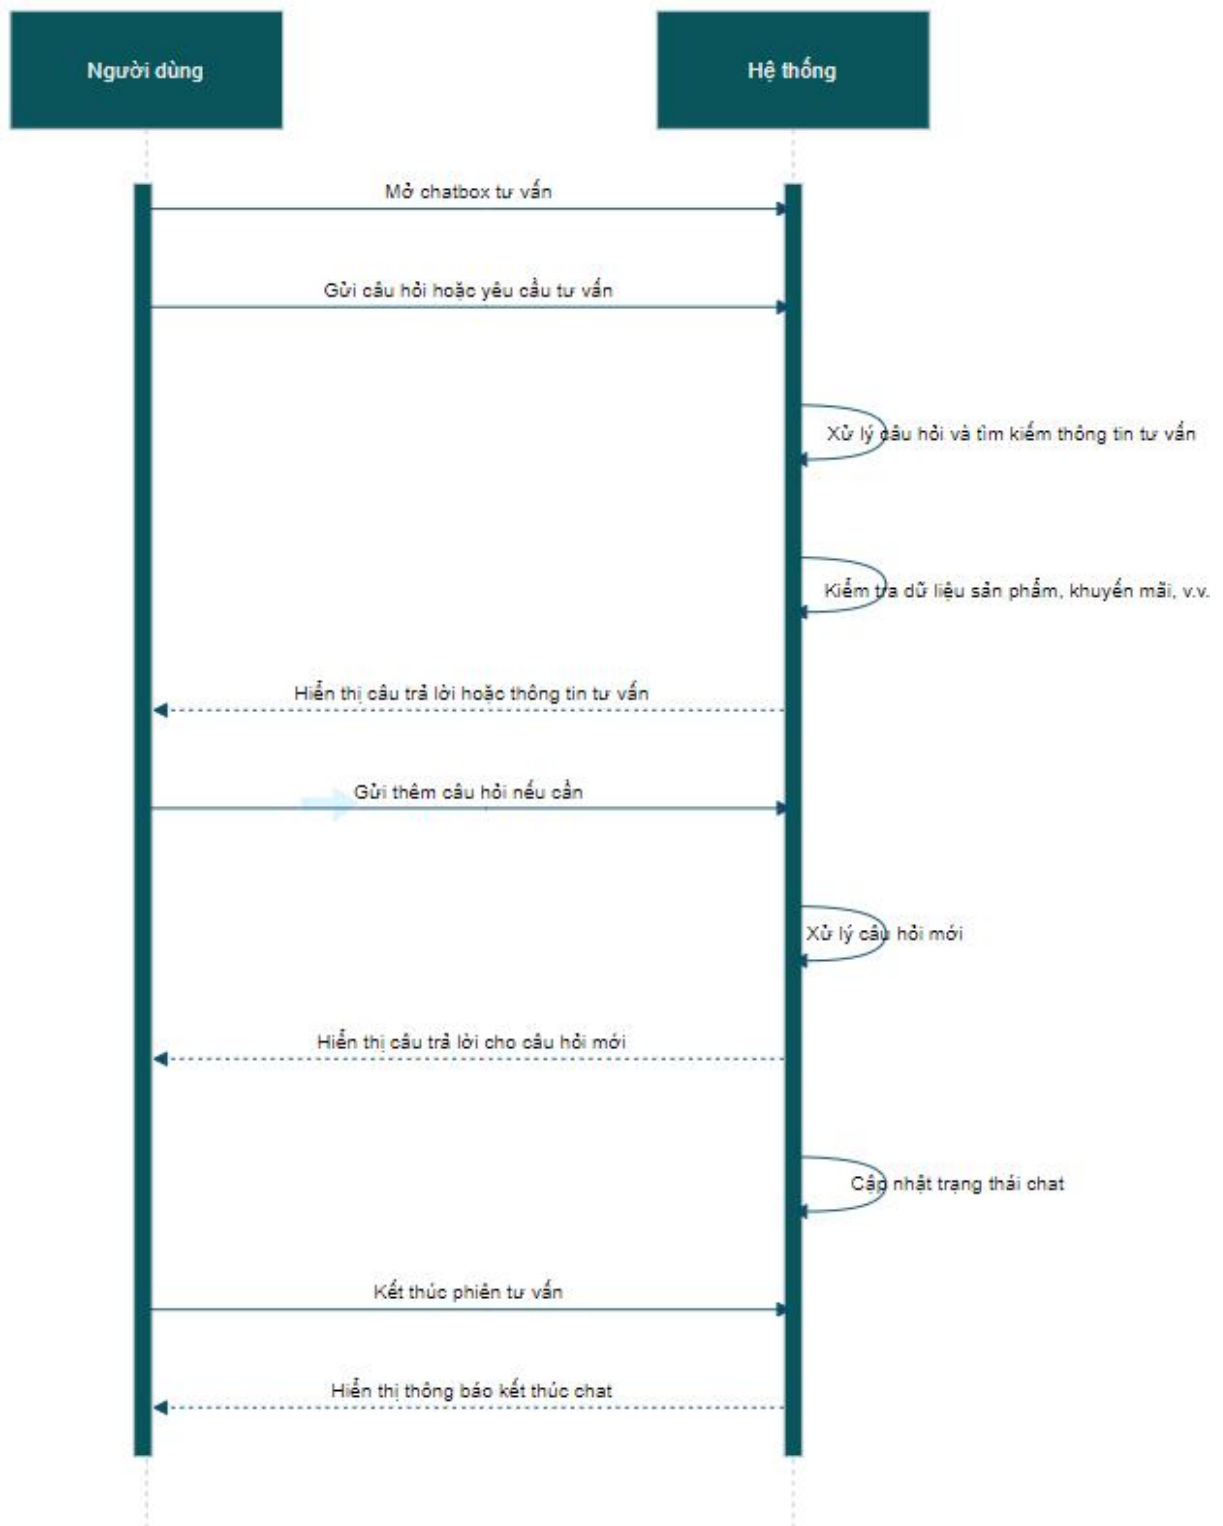 Người dùng
Hệ thống
Mở chatbox tư vấn
Gửi câu hỏi hoặc yêu cầu tư vấn
Xử lý câu hỏi và tìm kiếm thông tin tư vấn
Kiểm tra dữ liệu sản phẩm, khuyến mãi, v.v.
Hiển thị câu trả lời hoặc thông tin tư vấn
Gửi thêm câu hỏi nếu cần
Xử lý câu hỏi mới
Hiển thị câu trả lời cho câu hỏi mới
Cập nhật trạng thái chat
Kết thúc phiên tư vấn
Hiển thị thông báo kết thúc chat